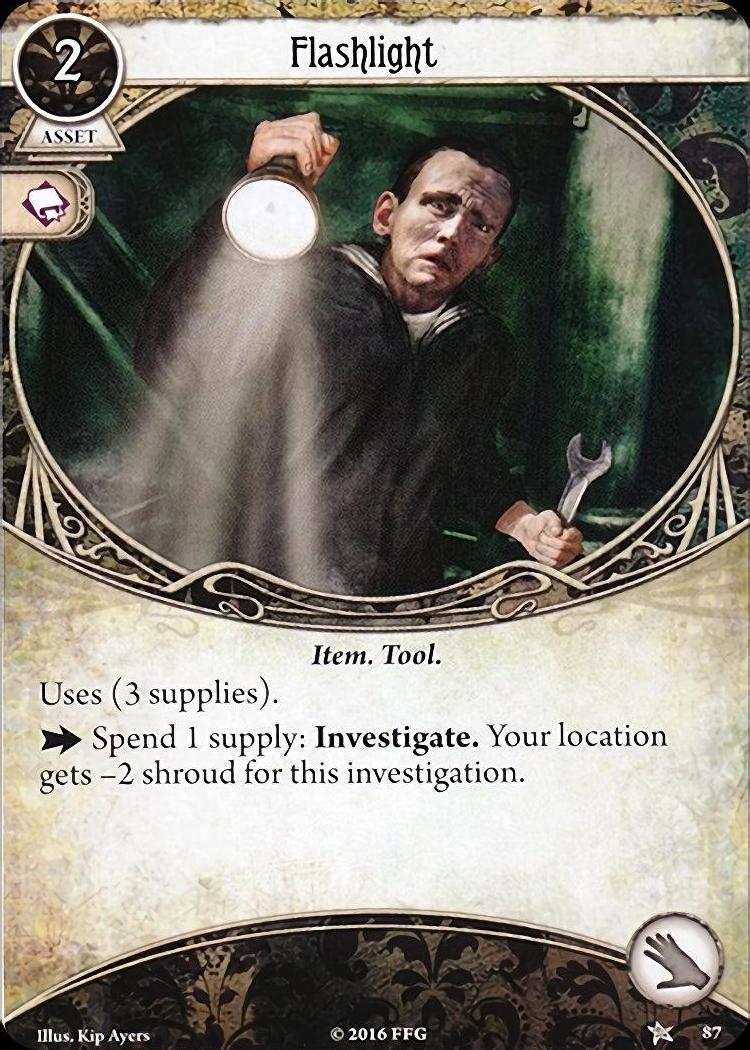 2
Flashlight
ASSET
Item. Tool.
Uses (3 supplies).
Spend 1 supply: Investigate. Your location
gets –2 shroud for this investigation.
Illus. Kip Ayers
© 2016 FFG
87